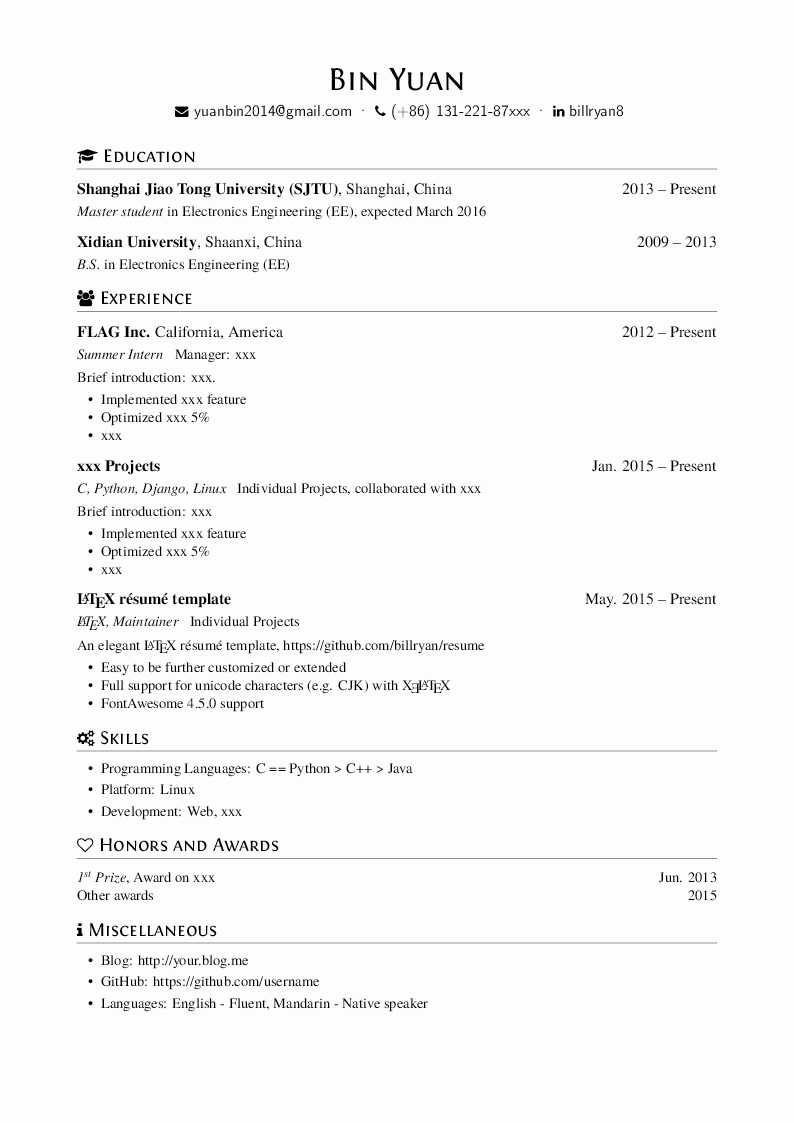 Bin Yuan
yuanbin2014@gmail.com · (+86) 131-221-87xxx · billryan8
Education
Shanghai Jiao Tong University (SJTU), Shanghai, China 2013 – Present
Master student in Electronics Engineering (EE), expected March 2016
Xidian University, Shaanxi, China 2009 – 2013
B.S. in Electronics Engineering (EE)
Experience
FLAG Inc. California, America 2012 – Present
Summer Intern Manager: xxx
Brief introduction: xxx.
• Implemented xxx feature
• Optimized xxx 5%
• xxx
xxx Projects Jan. 2015 – Present
C, Python, Django, Linux Individual Projects, collaborated with xxx
Brief introduction: xxx
• Implemented xxx feature
• Optimized xxx 5%
• xxx
LATEX résumé template May. 2015 – Present
LATEX, Maintainer Individual Projects
An elegant LATEX résumé template, https://github.com/billryan/resume
• Easy to be further customized or extended
• Full support for unicode characters (e.g. CJK) with XƎLATEX
• FontAwesome 4.5.0 support
Skills
• Programming Languages: C == Python > C++ > Java
• Platform: Linux
• Development: Web, xxx
Honors and Awards
1st Prize, Award on xxx Jun. 2013
Other awards 2015
Miscellaneous
• Blog: http://your.blog.me
• GitHub: https://github.com/username
• Languages: English - Fluent, Mandarin - Native speaker